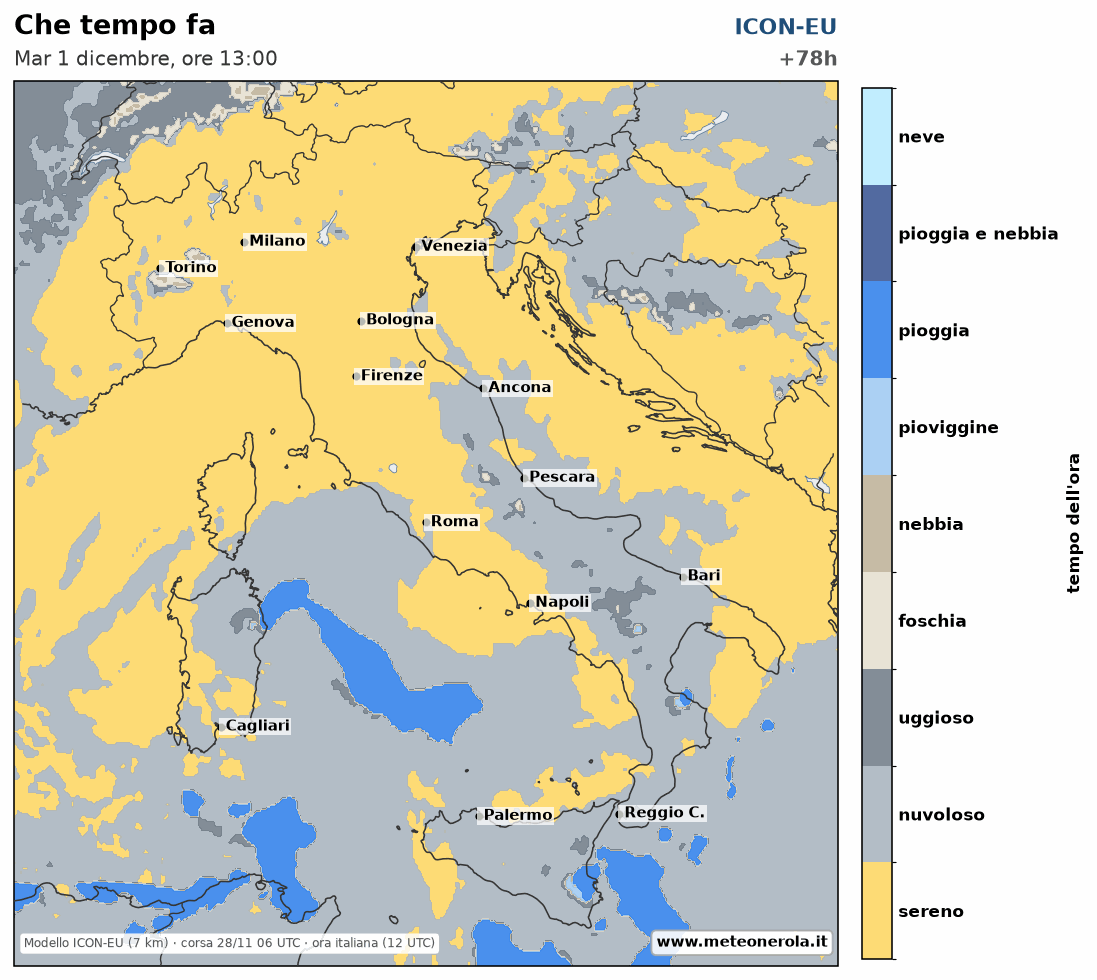 Che tempo fa
ICON-EU
Mar 1 dicembre, ore 13:00
+78h
neve
pioggia e nebbia
pioggia
pioviggine
nebbia
foschia
uggioso
nuvoloso
sereno
tempo dell'ora
Milano
Venezia
Torino
Genova
Bologna
Firenze
Ancona
Pescara
Roma
Bari
Napoli
Cagliari
Palermo
Reggio C.
Modello ICON-EU (7 km) · corsa 28/11 06 UTC · ora italiana (12 UTC)
www.meteonerola.it